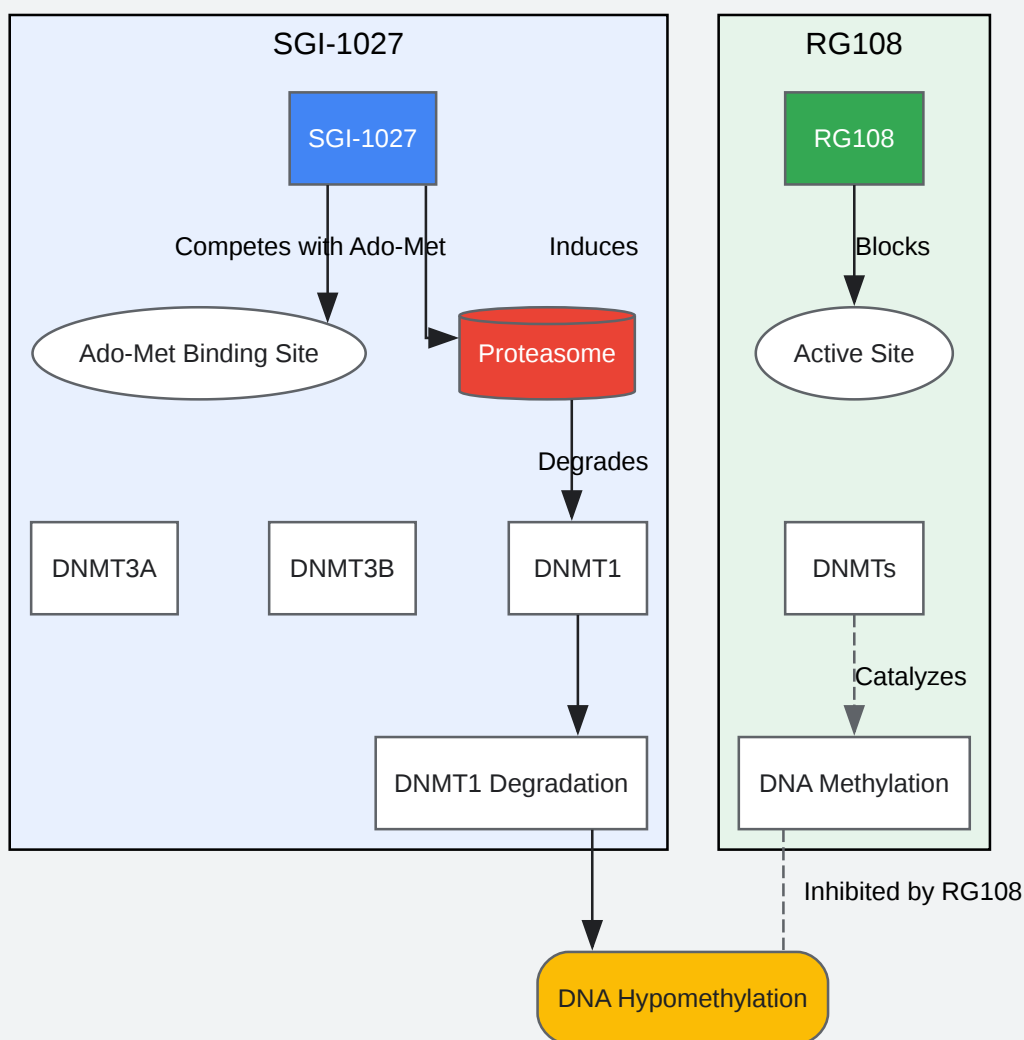 SGI-1027
RG108
SGI-1027
RG108
Competes with Ado-Met
Induces
Blocks
Ado-Met Binding Site
Proteasome
Active Site
Degrades
DNMT3A
DNMT3B
DNMT1
DNMTs
Catalyzes
DNMT1 Degradation
DNA Methylation
Inhibited by RG108
DNA Hypomethylation